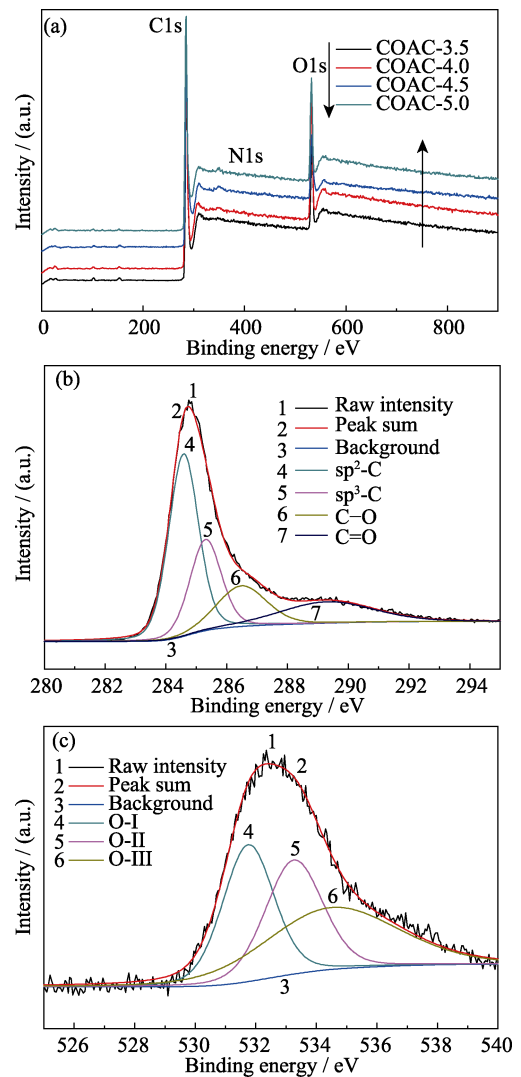 (a)
C1s
O1s
N1s
COAC-3.5
COAC-4.0
COAC-4.5
COAC-5.0
Intensity / (a.u.)
0 200 400 600 800
Binding energy / eV
(b)
1
2
4
5
6
7
3
1 Raw intensity
2 Peak sum
3 Background
4 sp²-C
5 sp³-C
6 C−O
7 C=O
Intensity / (a.u.)
280 282 284 286 288 290 292 294
Binding energy / eV
(c)
1 Raw intensity
2 Peak sum
3 Background
4 O-I
5 O-II
6 O-III
1
2
4
5
6
3
Intensity / (a.u.)
526 528 530 532 534 536 538 540
Binding energy / eV